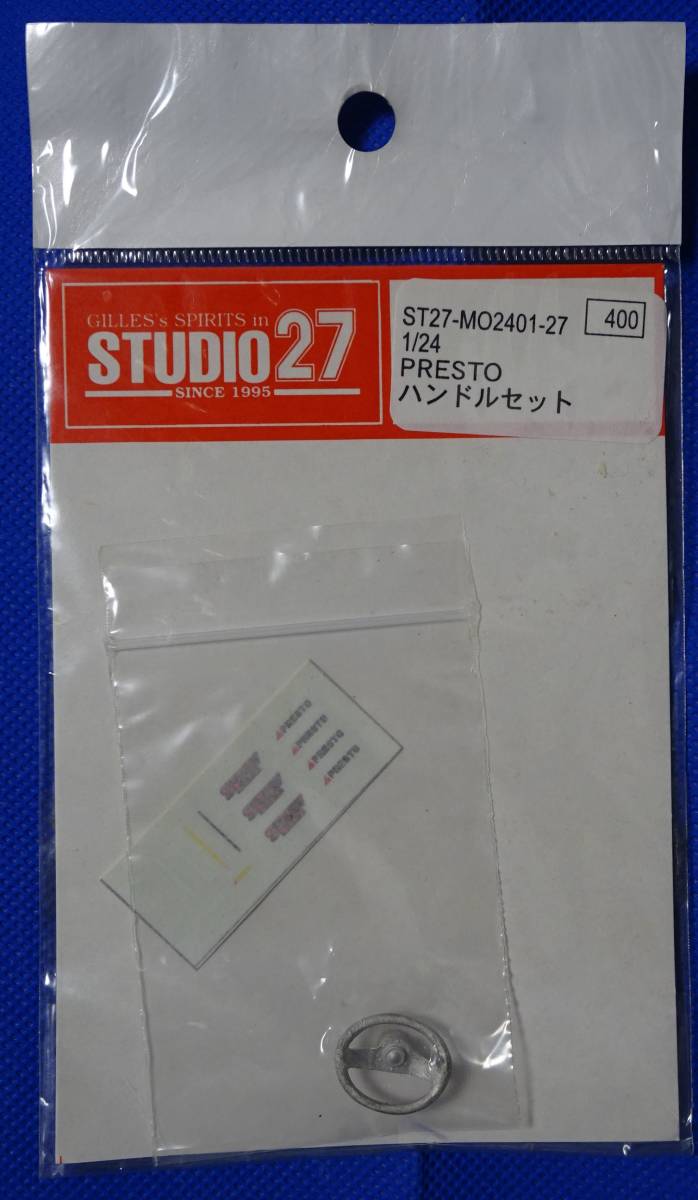 GILLES's SPIRITS in
STUDIO27
SINCE 1995
ST27-MO2401-27 400
1/24
PRESTO
ハンドルセット
PRESTO
PRESTO
PRESTO
PRESTO